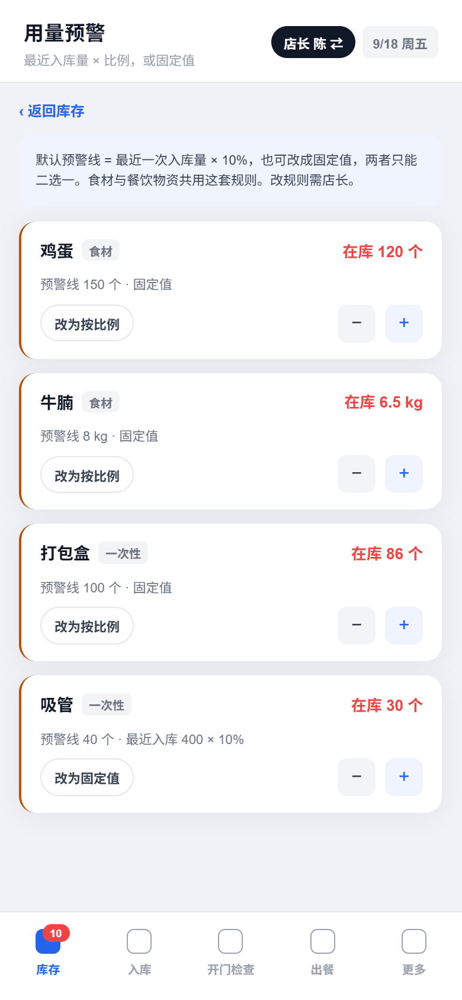 用量预警
最近入库量 × 比例，或固定值
店长 陈 ⇄
9/18 周五
‹ 返回库存
默认预警线 = 最近一次入库量 × 10%，也可改成固定值，两者只能
二选一。食材与餐饮物资共用这套规则。改规则需店长。
鸡蛋 食材 在库 120 个
预警线 150 个 · 固定值
改为按比例 − +
牛腩 食材 在库 6.5 kg
预警线 8 kg · 固定值
改为按比例 − +
打包盒 一次性 在库 86 个
预警线 100 个 · 固定值
改为按比例 − +
吸管 一次性 在库 30 个
预警线 40 个 · 最近入库 400 × 10%
改为固定值 − +
10
库存 入库 开门检查 出餐 更多